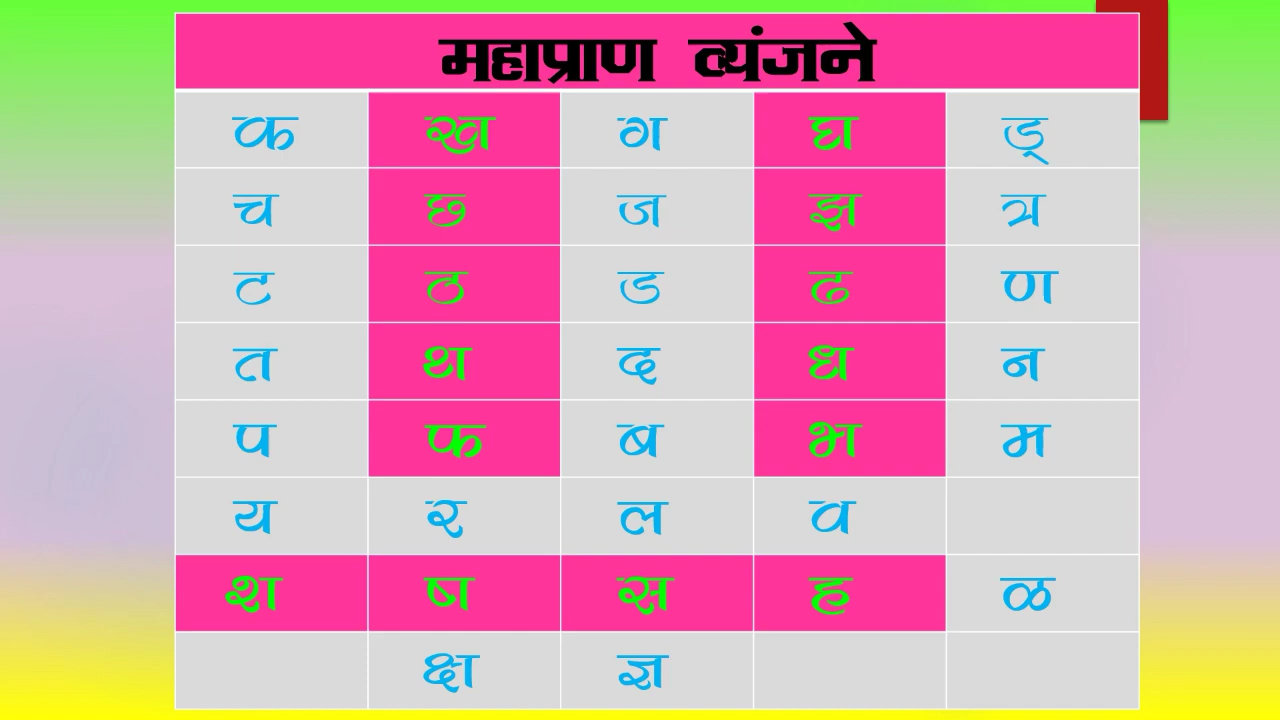 महाप्राण व्यंजने
क ख ग घ ड्
च छ ज झ त्र
ट ठ ड ढ ण
त थ द ध न
प फ ब भ म
य र ल व
श ष स ह ळ
क्ष ज्ञ